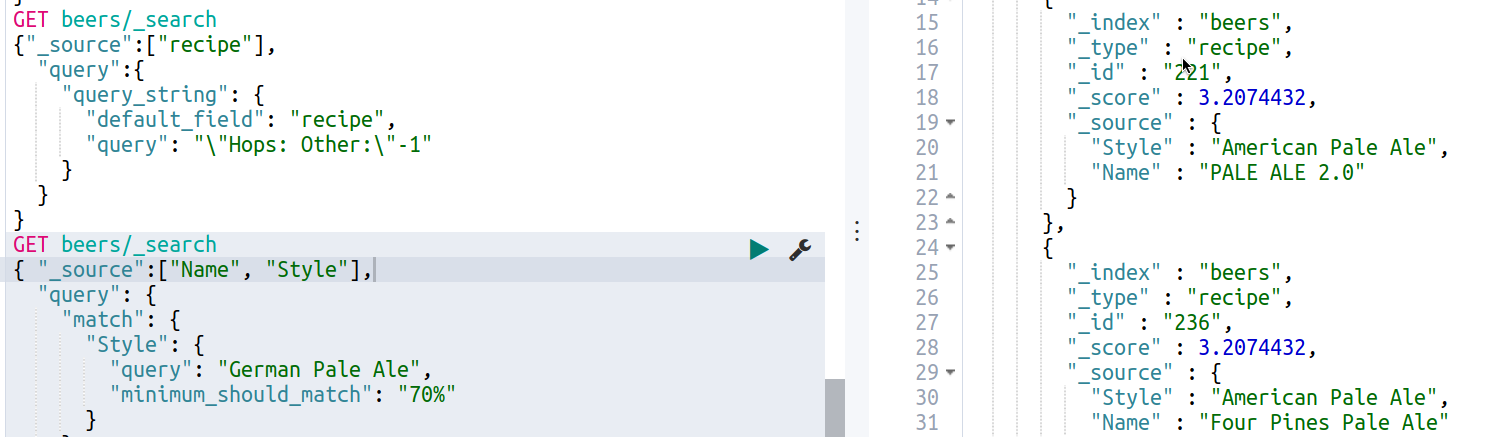 }
GET beers/_search
{"_source":["recipe"],
"query":{
"query_string": {
"default_field": "recipe",
"query": "\"Hops: Other:\"-1"
}
}
}
GET beers/_search
{ "_source":["Name", "Style"],
"query": {
"match": {
"Style": {
"query": "German Pale Ale",
"minimum_should_match": "70%"
}
}
14 {
15 "_index" : "beers",
16 "_type" : "recipe",
17 "_id" : "221",
18 "_score" : 3.2074432,
19 "_source" : {
20 "Style" : "American Pale Ale",
21 "Name" : "PALE ALE 2.0"
22 }
23 },
24 {
25 "_index" : "beers",
26 "_type" : "recipe",
27 "_id" : "236",
28 "_score" : 3.2074432,
29 "_source" : {
30 "Style" : "American Pale Ale",
31 "Name" : "Four Pines Pale Ale"